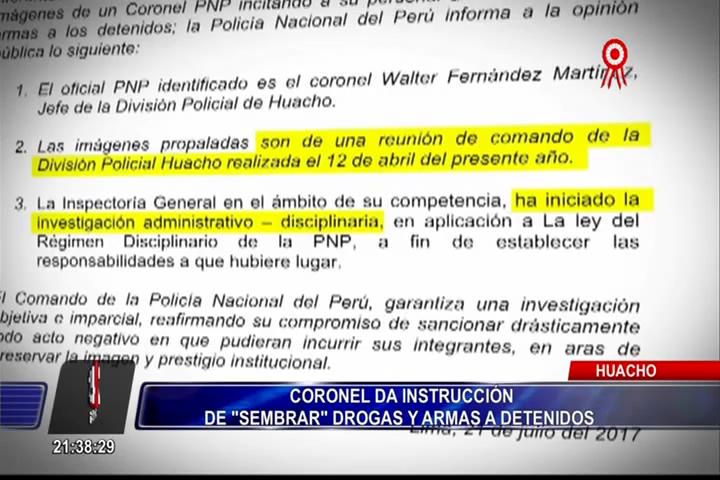 imágenes de un Coronel PNP incitando a su
armas a los detenidos; la Policía Nacional del Perú informa a la opinión
pública lo siguiente:
1. El oficial PNP identificado es el coronel Walter Fernández Martínez,
Jefe de la División Policial de Huacho.
2. Las imágenes propaladas son de una reunión de comando de la
División Policial Huacho realizada el 12 de abril del presente año.
3. La Inspectoría General en el ámbito de su competencia, ha iniciado la
investigación administrativo – disciplinaria, en aplicación a La ley del
Régimen Disciplinario de la PNP, a fin de establecer las
responsabilidades a que hubiere lugar.
El Comando de la Policía Nacional del Perú, garantiza una investigación
objetiva e imparcial, reafirmando su compromiso de sancionar drásticamente
todo acto negativo en que pudieran incurrir sus integrantes, en aras de
preservar la imagen y prestigio institucional.
HUACHO
CORONEL DA INSTRUCCIÓN
DE "SEMBRAR" DROGAS Y ARMAS A DETENIDOS
Lima, 21 de julio del 2017
21:38:29